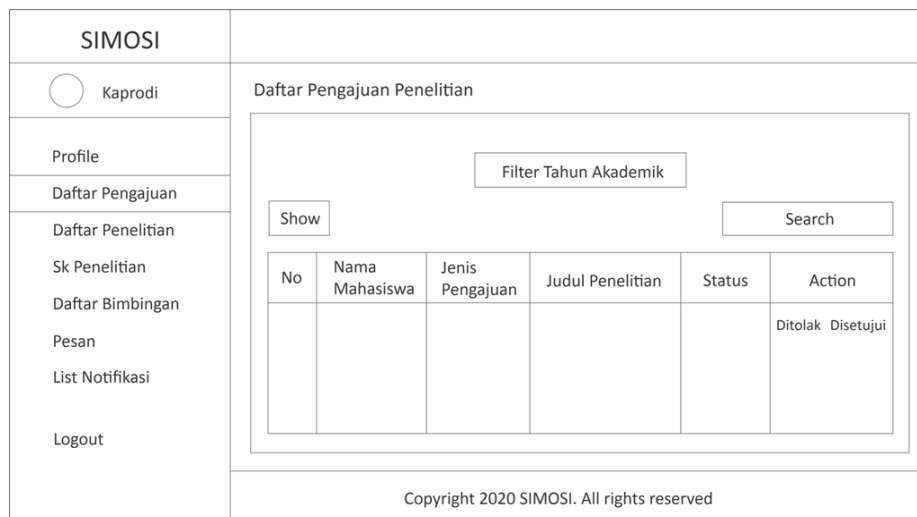 SIMOSI
Kaprodi
Profile
Daftar Pengajuan
Daftar Penelitian
Sk Penelitian
Daftar Bimbingan
Pesan
List Notifikasi
Logout
Daftar Pengajuan Penelitian
Filter Tahun Akademik
Show
Search
No
Nama
Mahasiswa
Jenis
Pengajuan
Judul Penelitian
Status
Action
Ditolak Disetujui
Copyright 2020 SIMOSI. All rights reserved